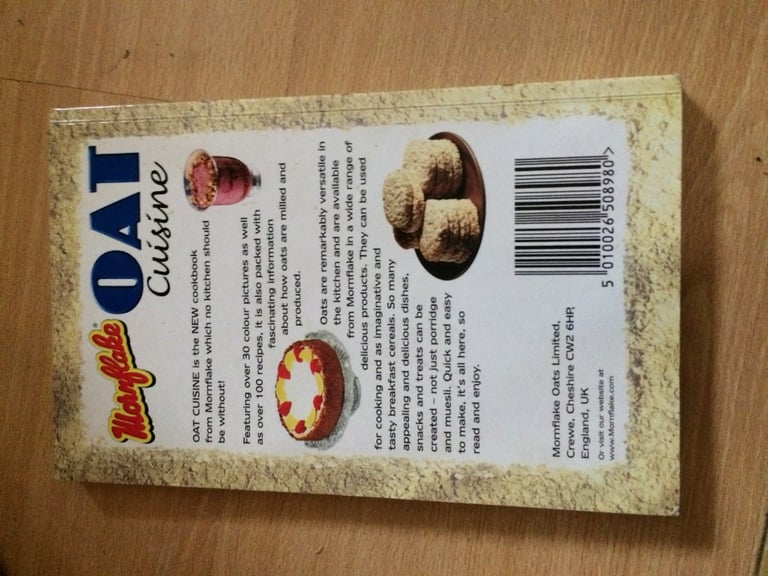 Mornflake®
OAT
Cuisine
OAT CUISINE is the NEW cookbook
from Mornflake which no kitchen should
be without!
Featuring over 30 colour pictures as well
as over 100 recipes, it is also packed with
fascinating information
about how oats are milled and
produced.
Oats are remarkably versatile in
the kitchen and are available
from Mornflake in a wide range of
delicious products. They can be used
for cooking and as imaginative and
tasty breakfast cereals. So many
appealing and delicious dishes,
snacks and treats can be
created - not just porridge
and muesli. Quick and easy
to make, it's all here, so
read and enjoy.
Mornflake Oats Limited,
Crewe, Cheshire CW2 6HP,
England, UK
Or visit our website at
www.Mornflake.com
5 010026 508980 >